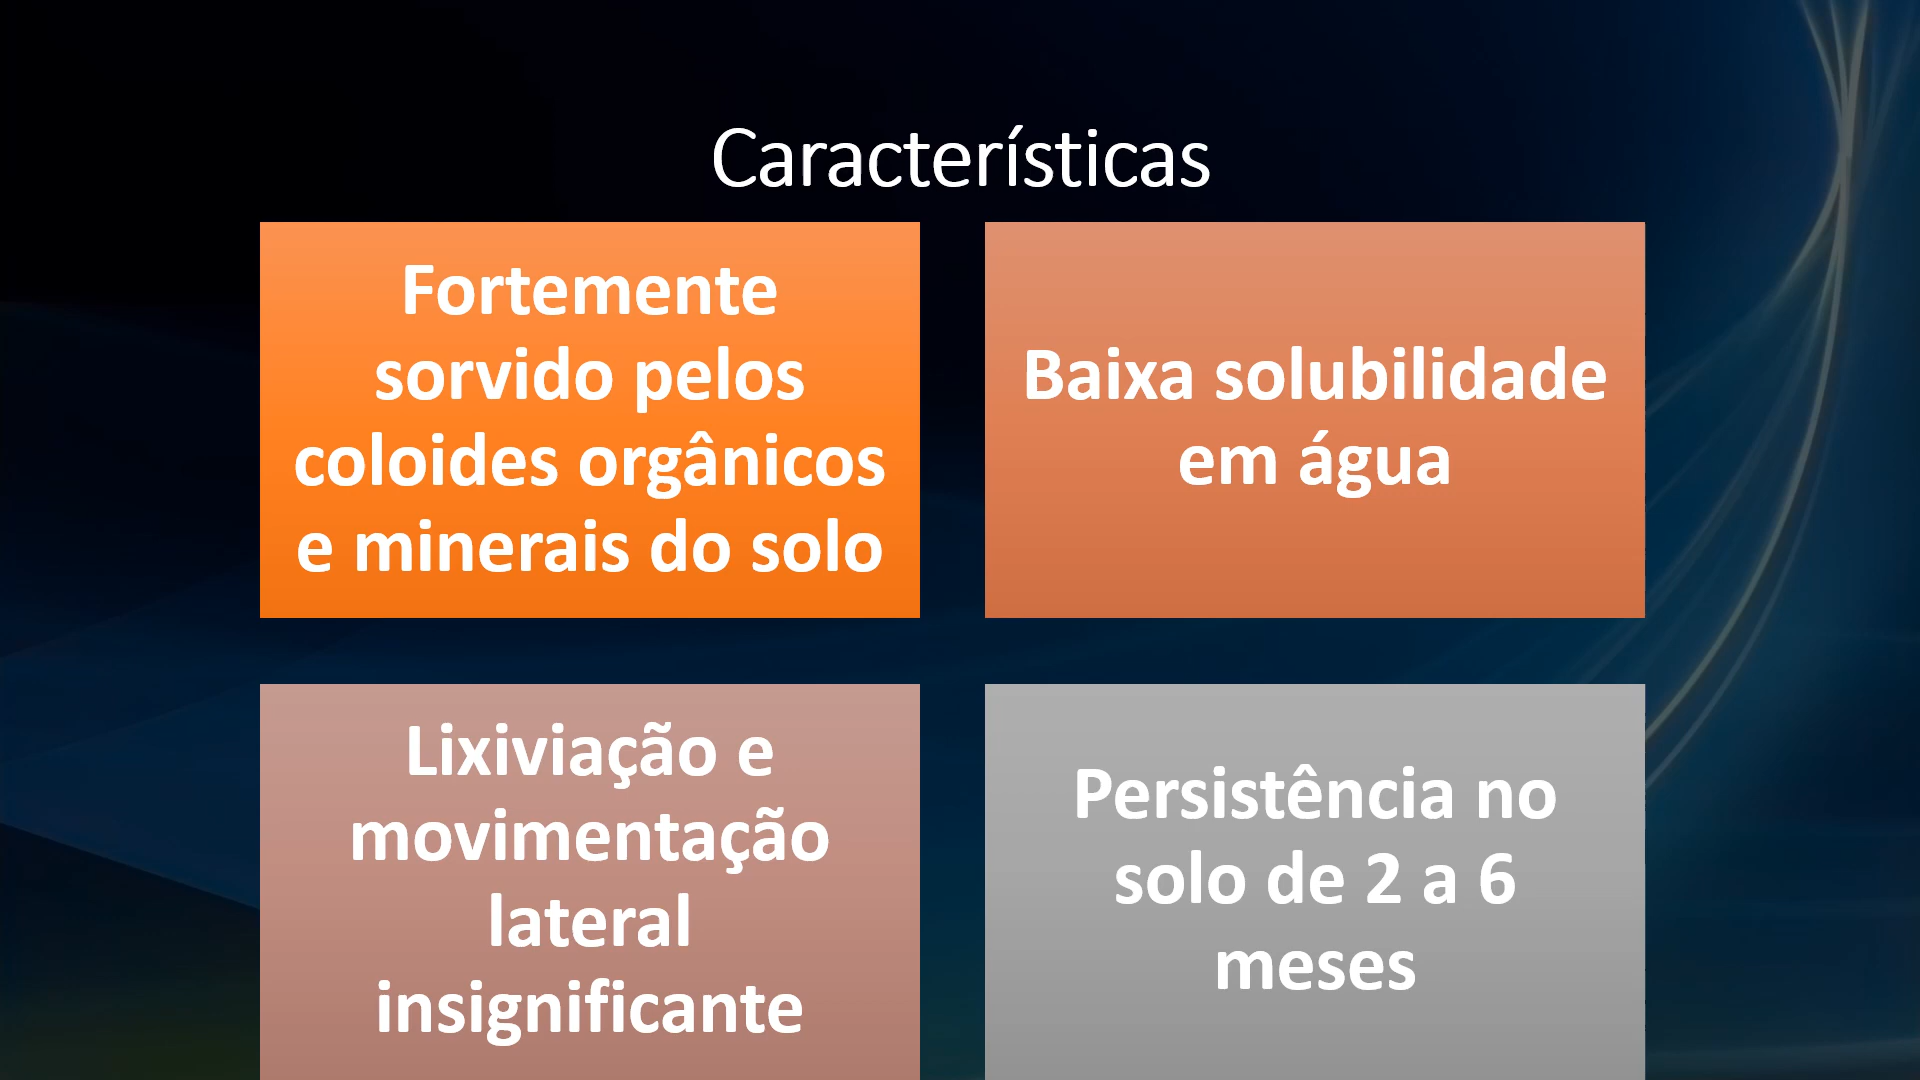 Características
Fortemente
sorvido pelos
coloides orgânicos
e minerais do solo
Baixa solubilidade
em água
Lixiviação e
movimentação
lateral
insignificante
Persistência no
solo de 2 a 6
meses